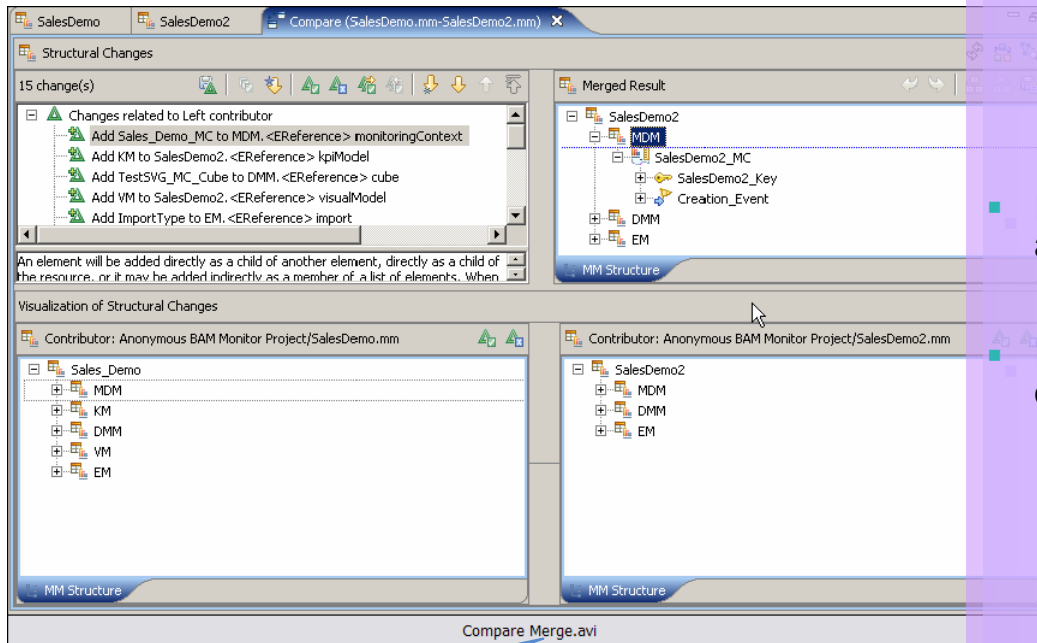 SalesDemo SalesDemo2 Compare (SalesDemo.mm-SalesDemo2.mm)
Structural Changes
15 change(s)
Changes related to Left contributor
Add Sales_Demo_MC to MDM.<EReference> monitoringContext
Add KM to SalesDemo2.<EReference> kpiModel
Add TestSVG_MC_Cube to DMM.<EReference> cube
Add VM to SalesDemo2.<EReference> visualModel
Add ImportType to EM.<EReference> import
An element will be added directly as a child of another element, directly as a child of
the resource, or it may be added indirectly as a member of a list of elements. When
Merged Result
SalesDemo2
MDM
SalesDemo2_MC
SalesDemo2_Key
Creation_Event
DMM
EM
MM Structure
a
Visualization of Structural Changes
Contributor: Anonymous BAM Monitor Project/SalesDemo.mm
Sales_Demo
MDM
KM
DMM
VM
EM
MM Structure
Contributor: Anonymous BAM Monitor Project/SalesDemo2.mm
SalesDemo2
MDM
DMM
EM
MM Structure
Compare Merge.avi